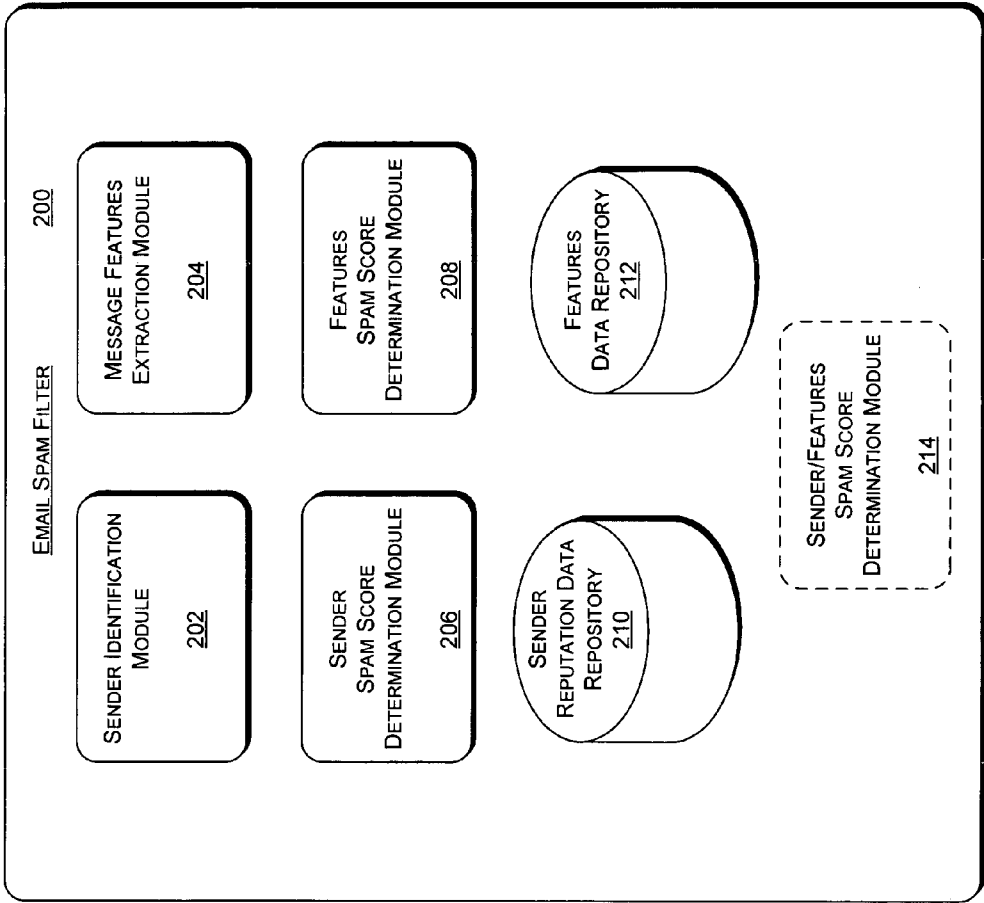 EMAIL SPAM FILTER 200
SENDER IDENTIFICATION
MODULE
202
MESSAGE FEATURES
EXTRACTION MODULE
204
SENDER
SPAM SCORE
DETERMINATION MODULE
206
FEATURES
SPAM SCORE
DETERMINATION MODULE
208
SENDER
REPUTATION DATA
REPOSITORY
210
FEATURES
DATA REPOSITORY
212
SENDER/FEATURES
SPAM SCORE
DETERMINATION MODULE
214